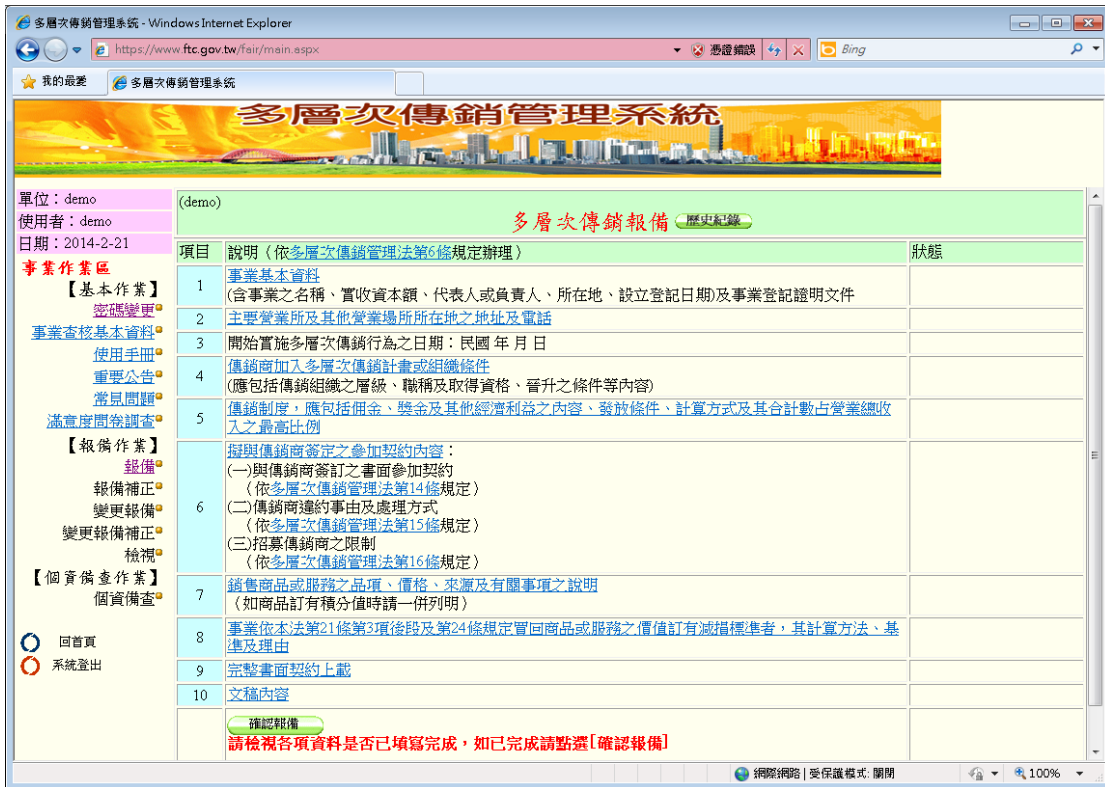 多層次傳銷管理系統 - Windows Internet Explorer
https://www.ftc.gov.tw/fair/main.aspx
憑證錯誤
Bing
我的最愛
多層次傳銷管理系統
多層次傳銷管理系統
單位：demo
使用者：demo
日期：2014-2-21
事業作業區
【基本作業】
密碼變更
事業查核基本資料
使用手冊
重要公告
常見問題
滿意度問卷調查
【報備作業】
報備
報備補正
變更報備
變更報備補正
檢視
【個資備查作業】
個資備查
回首頁
系統登出
(demo)
多層次傳銷報備 歷史紀錄
項目 說明（依多層次傳銷管理法第6條規定辦理） 狀態
1 事業基本資料
(含事業之名稱、實收資本額、代表人或負責人、所在地、設立登記日期)及事業登記證明文件
2 主要營業所及其他營業場所所在地之地址及電話
3 開始實施多層次傳銷行為之日期：民國 年 月 日
4 傳銷商加入多層次傳銷計畫或組織條件
(應包括傳銷組織之層級、職稱及取得資格、晉升之條件等內容)
5 傳銷制度，應包括佣金、獎金及其他經濟利益之內容、發放條件、計算方式及其合計數占營業總收
入之最高比例
6 擬與傳銷商簽定之參加契約內容：
(一)與傳銷商簽訂之書面參加契約
（依多層次傳銷管理法第14條規定）
(二)傳銷商違約事由及處理方式
（依多層次傳銷管理法第15條規定）
(三)招募傳銷商之限制
（依多層次傳銷管理法第16條規定）
7 銷售商品或服務之品項、價格、來源及有關事項之說明
（如商品訂有積分值時請一併列明）
8 事業依本法第21條第3項後段及第24條規定買回商品或服務之價值訂有減損標準者，其計算方法、基
準及理由
9 完整書面契約上載
10 文稿內容
確認報備
請檢視各項資料是否已填寫完成，如已完成請點選[確認報備]
網際網路 | 受保護模式: 關閉
100%